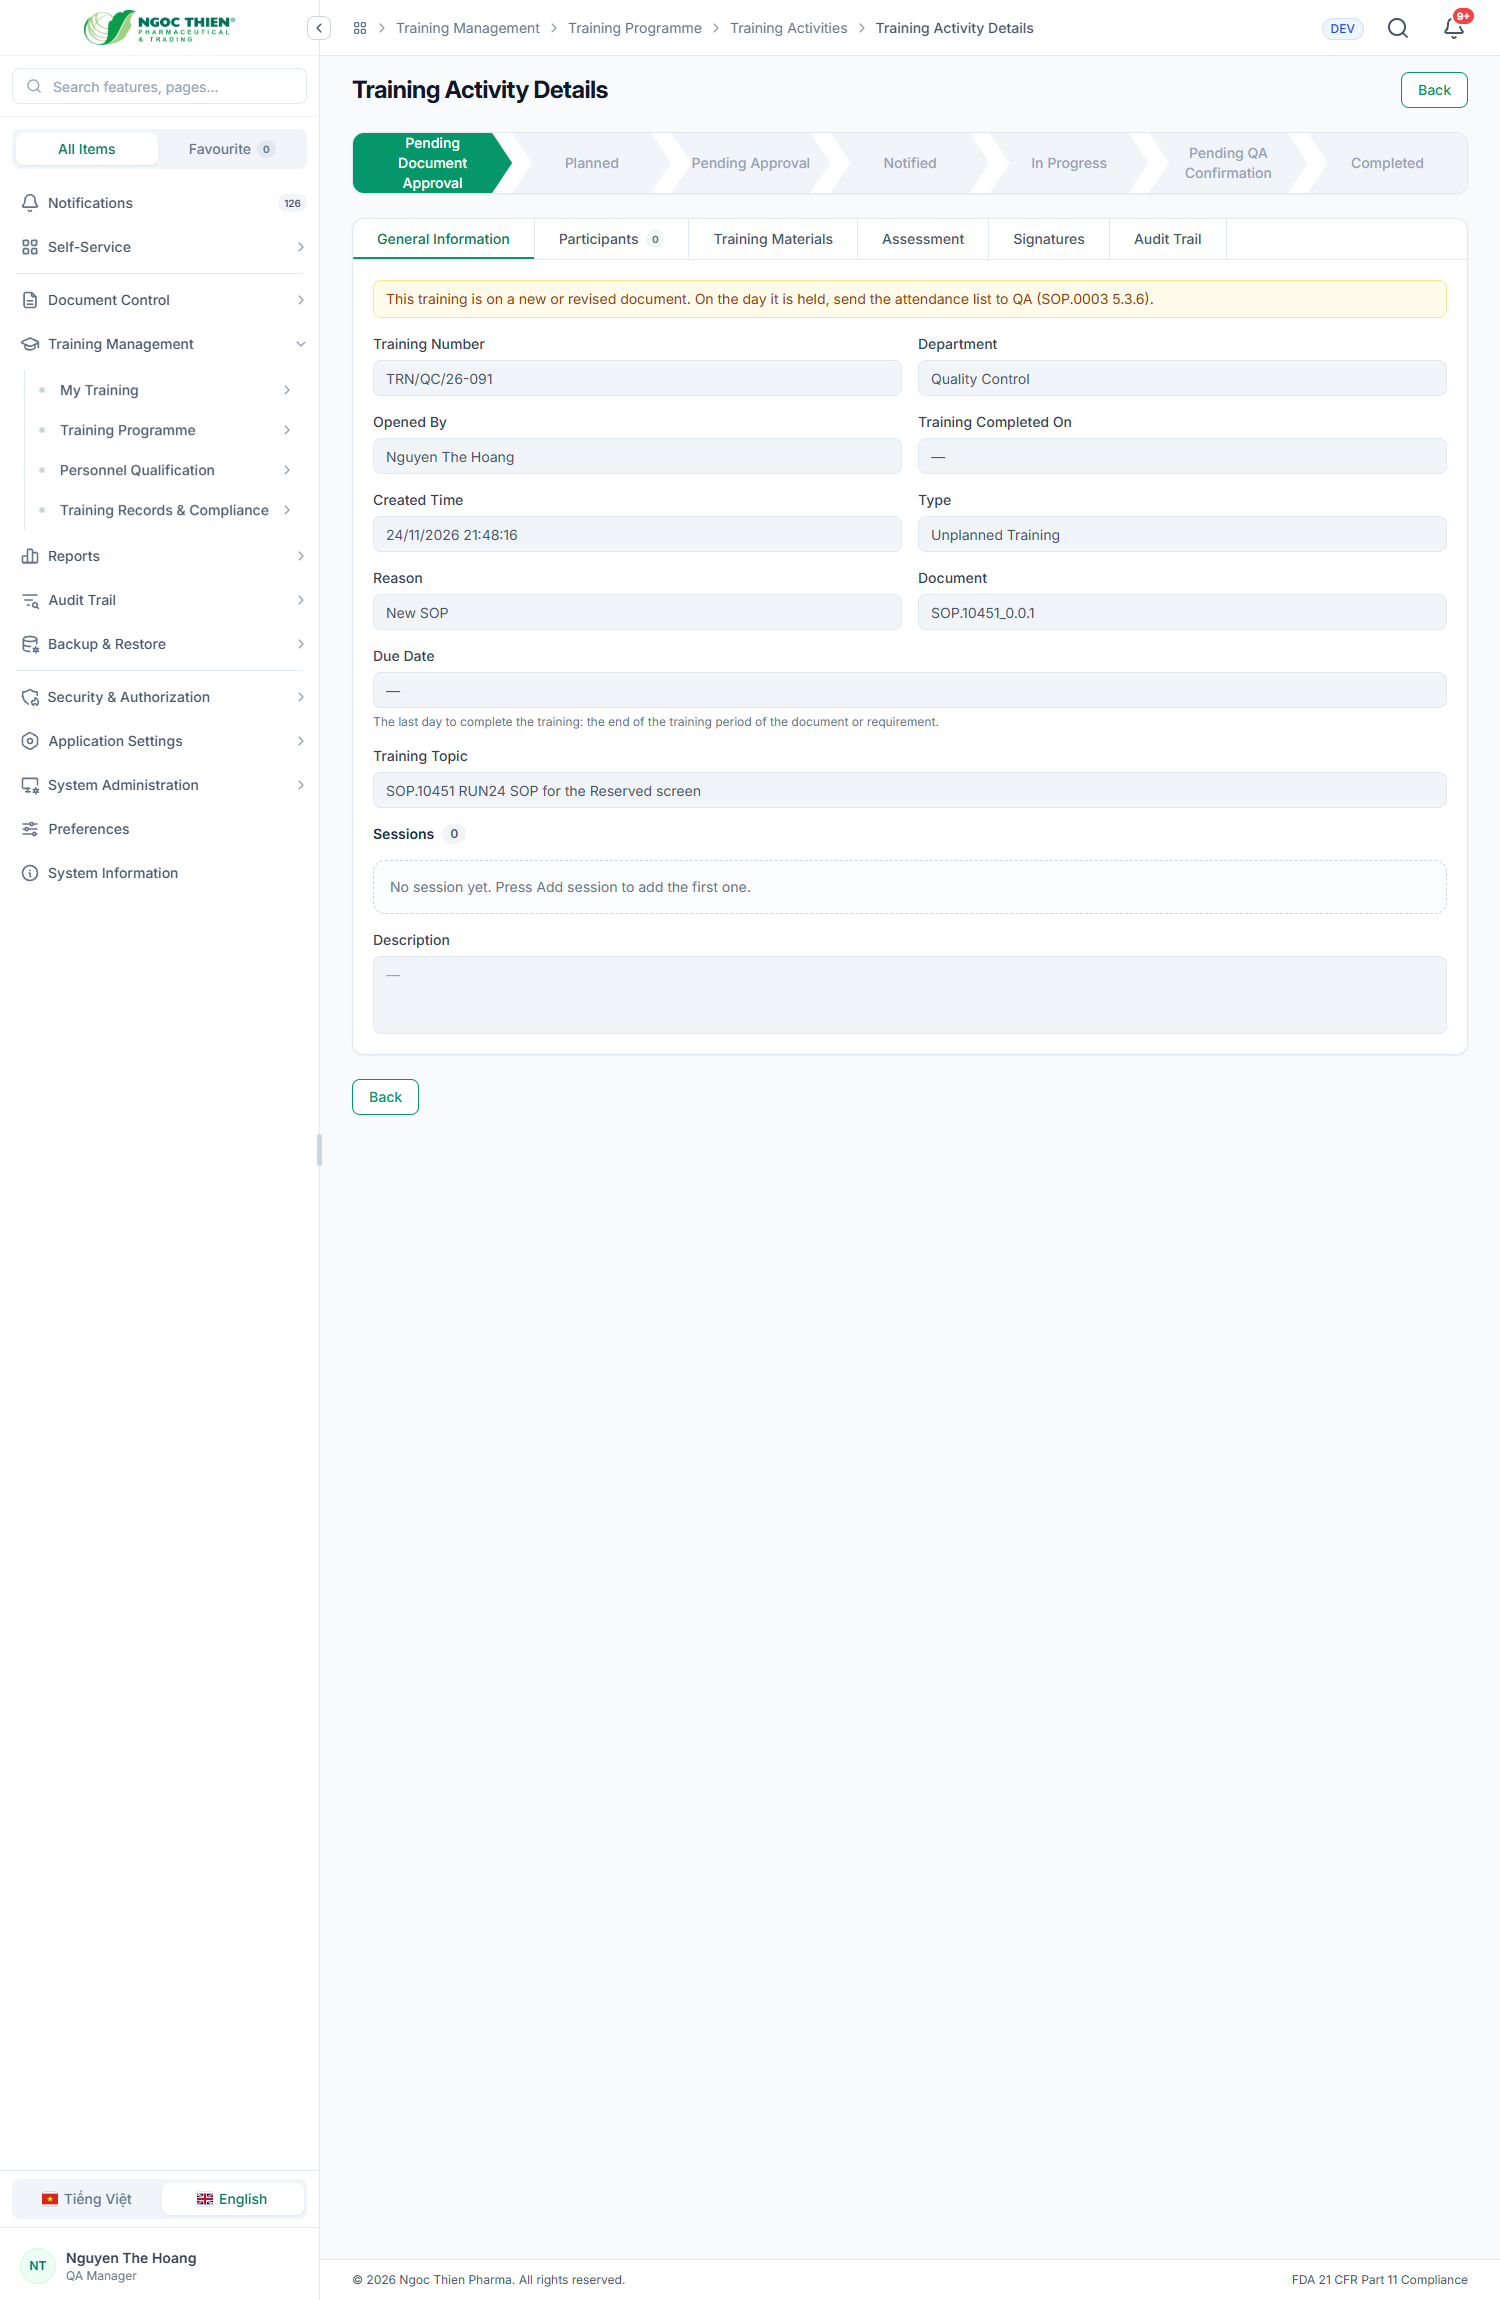 NGOC THIEN®
PHARMACEUTICAL
& TRADING
Search features, pages...
All Items
Favourite 0
Notifications 126
Self-Service
Document Control
Training Management
My Training
Training Programme
Personnel Qualification
Training Records & Compliance
Reports
Audit Trail
Backup & Restore
Security & Authorization
Application Settings
System Administration
Preferences
System Information
Tiếng Việt
English
NT
Nguyen The Hoang
QA Manager
Training Management > Training Programme > Training Activities > Training Activity Details
DEV
9+
Training Activity Details
Back
Pending
Document
Approval
Planned
Pending Approval
Notified
In Progress
Pending QA
Confirmation
Completed
General Information
Participants 0
Training Materials
Assessment
Signatures
Audit Trail
This training is on a new or revised document. On the day it is held, send the attendance list to QA (SOP.0003 5.3.6).
Training Number
TRN/QC/26-091
Department
Quality Control
Opened By
Nguyen The Hoang
Training Completed On
—
Created Time
24/11/2026 21:48:16
Type
Unplanned Training
Reason
New SOP
Document
SOP.10451_0.0.1
Due Date
—
The last day to complete the training: the end of the training period of the document or requirement.
Training Topic
SOP.10451 RUN24 SOP for the Reserved screen
Sessions 0
No session yet. Press Add session to add the first one.
Description
—
Back
© 2026 Ngoc Thien Pharma. All rights reserved.
FDA 21 CFR Part 11 Compliance